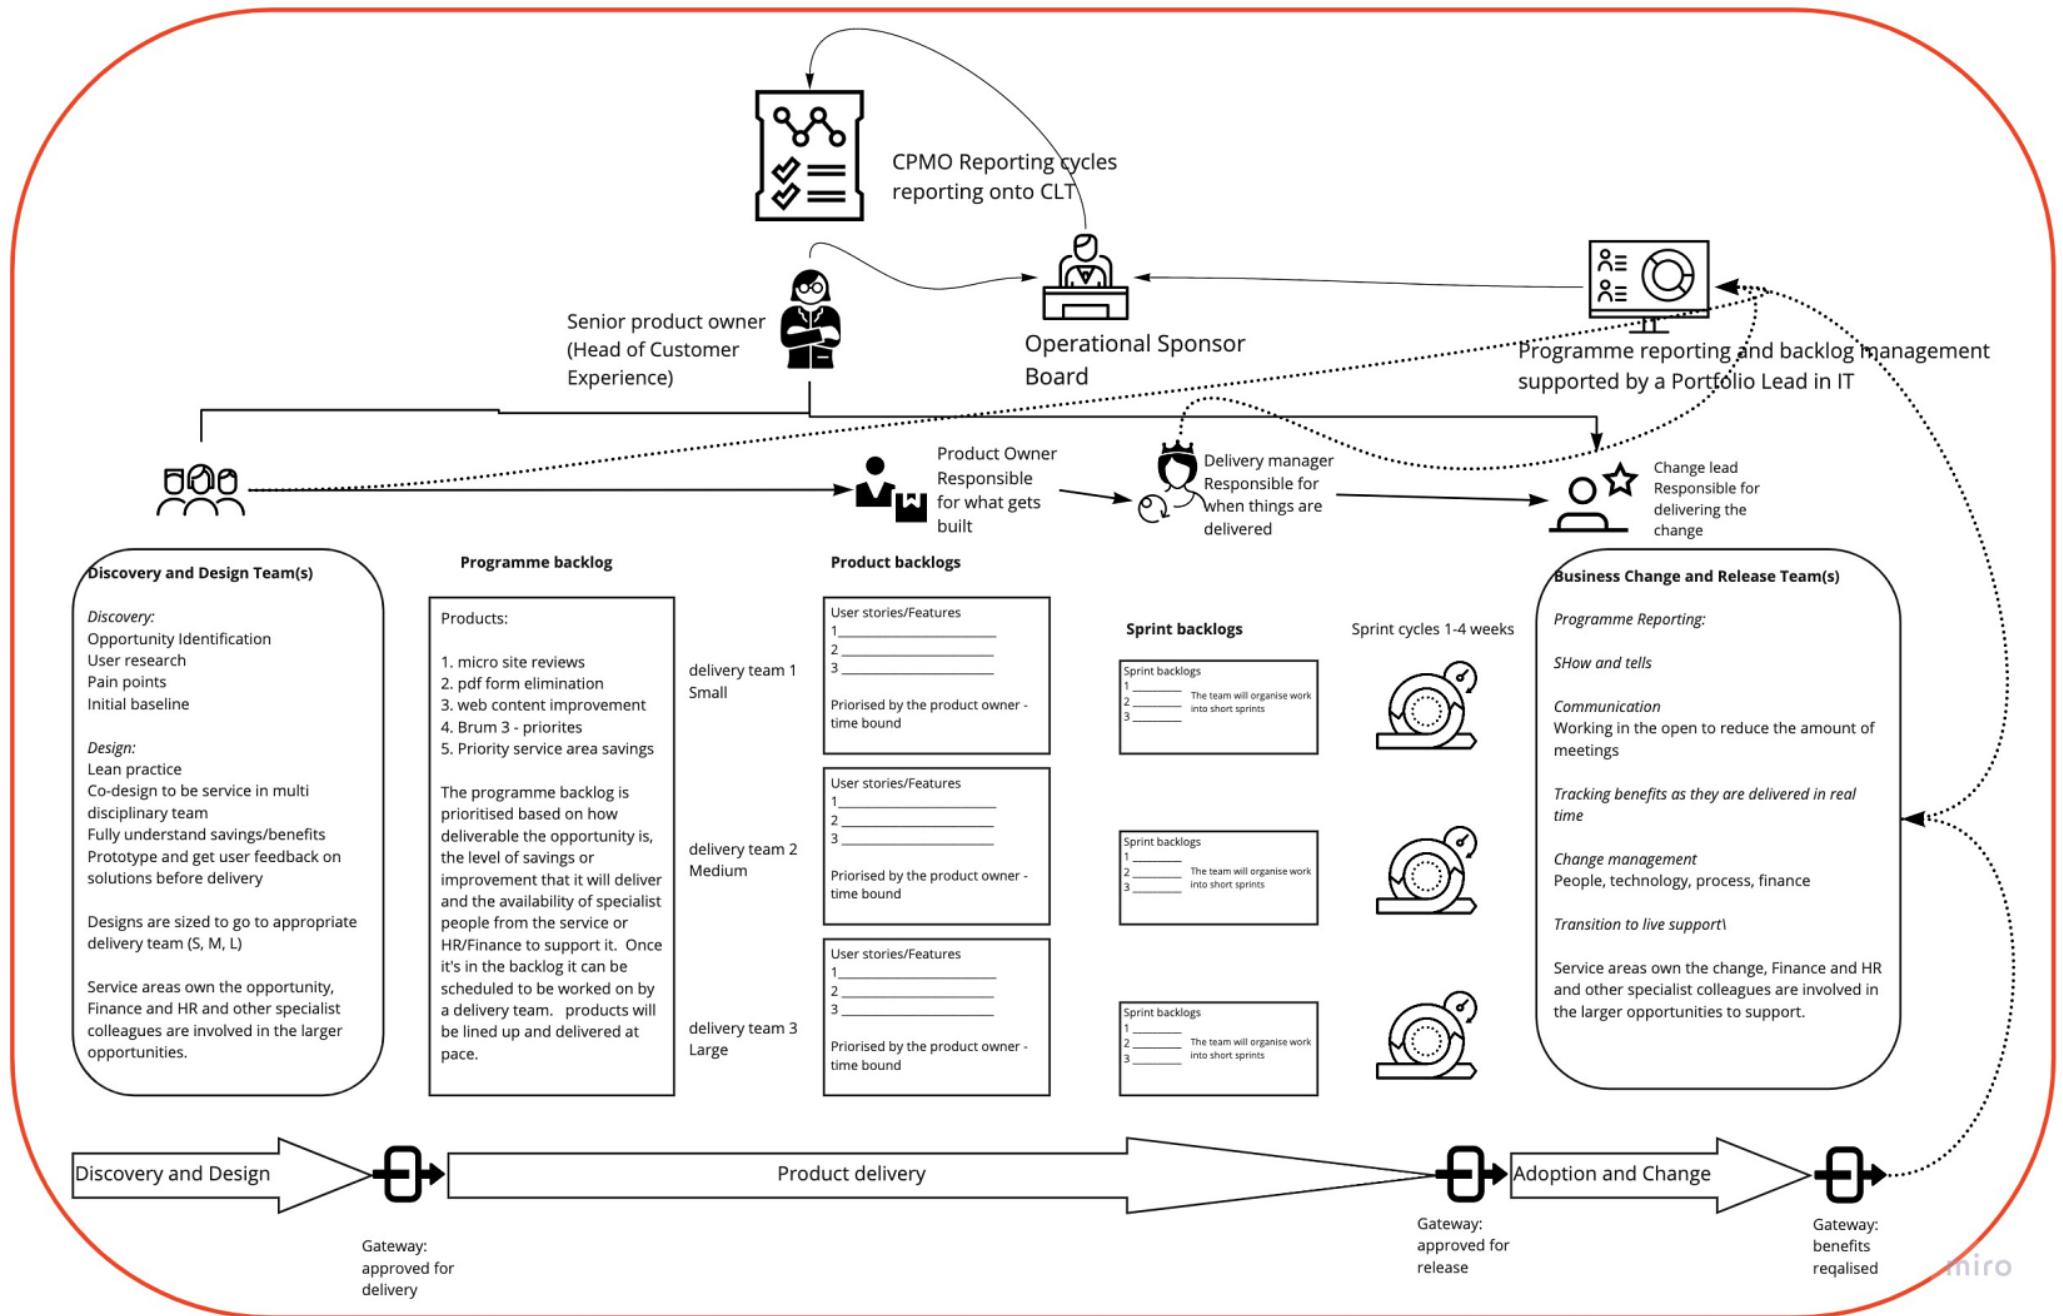 CPMO Reporting cycles
reporting onto CLT
Senior product owner
(Head of Customer
Experience)
Operational Sponsor
Board
Programme reporting and backlog management
supported by a Portfolio Lead in IT
Product Owner
Responsible
for what gets
built
Delivery manager
Responsible for
when things are
delivered
Change lead
Responsible for
delivering the
change
Discovery and Design Team(s)
Discovery:
Opportunity Identification
User research
Pain points
Initial baseline
Design:
Lean practice
Co-design to be service in multi
disciplinary team
Fully understand savings/benefits
Prototype and get user feedback on
solutions before delivery
Designs are sized to go to appropriate
delivery team (S, M, L)
Service areas own the opportunity,
Finance and HR and other specialist
colleagues are involved in the larger
opportunities.
Programme backlog
Products:
1. micro site reviews
2. pdf form elimination
3. web content improvement
4. Brum 3 - priorites
5. Priority service area savings
The programme backlog is
prioritised based on how
deliverable the opportunity is,
the level of savings or
improvement that it will deliver
and the availability of specialist
people from the service or
HR/Finance to support it.  Once
it's in the backlog it can be
scheduled to be worked on by
a delivery team.   products will
be lined up and delivered at
pace.
delivery team 1
Small
delivery team 2
Medium
delivery team 3
Large
Product backlogs
User stories/Features
1____________________
2 ____________________
3 ____________________
Priorised by the product owner -
time bound
User stories/Features
1____________________
2 ____________________
3 ____________________
Priorised by the product owner -
time bound
User stories/Features
1____________________
2 ____________________
3 ____________________
Priorised by the product owner -
time bound
Sprint backlogs
Sprint backlogs
1 ________
2 ________
3 ________
The team will organise work
into short sprints
Sprint backlogs
1 ________
2 ________
3 ________
The team will organise work
into short sprints
Sprint backlogs
1 ________
2 ________
3 ________
The team will organise work
into short sprints
Sprint cycles 1-4 weeks
Business Change and Release Team(s)
Programme Reporting:
SHow and tells
Communication
Working in the open to reduce the amount of
meetings
Tracking benefits as they are delivered in real
time
Change management
People, technology, process, finance
Transition to live support\
Service areas own the change, Finance and HR
and other specialist colleagues are involved in
the larger opportunities to support.
Discovery and Design
Product delivery
Adoption and Change
Gateway:
approved for
delivery
Gateway:
approved for
release
Gateway:
benefits
reqalised
miro